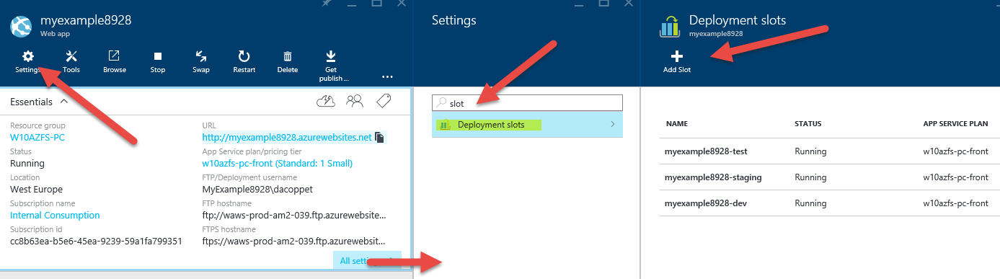 myexample8928
Web app
Settings
Tools
Browse
Stop
Swap
Restart
Delete
Get
publish ...
...
Essentials
Resource group
W10AZFS-PC
Status
Running
Location
West Europe
Subscription name
Internal Consumption
Subscription id
cc8b63ea-b5e6-45ea-9239-59a1fa799351
URL
http://myexample8928.azurewebsites.net
App Service plan/pricing tier
w10azfs-pc-front (Standard: 1 Small)
FTP/Deployment username
MyExample8928\dacoppet
FTP hostname
ftp://waws-prod-am2-039.ftp.azurewebsite...
FTPS hostname
ftps://waws-prod-am2-039.ftp.azurewebsite...
All
Settings
slot
Deployment slots
Deployment slots
myexample8928
Add Slot
NAME STATUS APP SERVICE PLAN
myexample8928-test Running w10azfs-pc-front
myexample8928-staging Running w10azfs-pc-front
myexample8928-dev Running w10azfs-pc-front